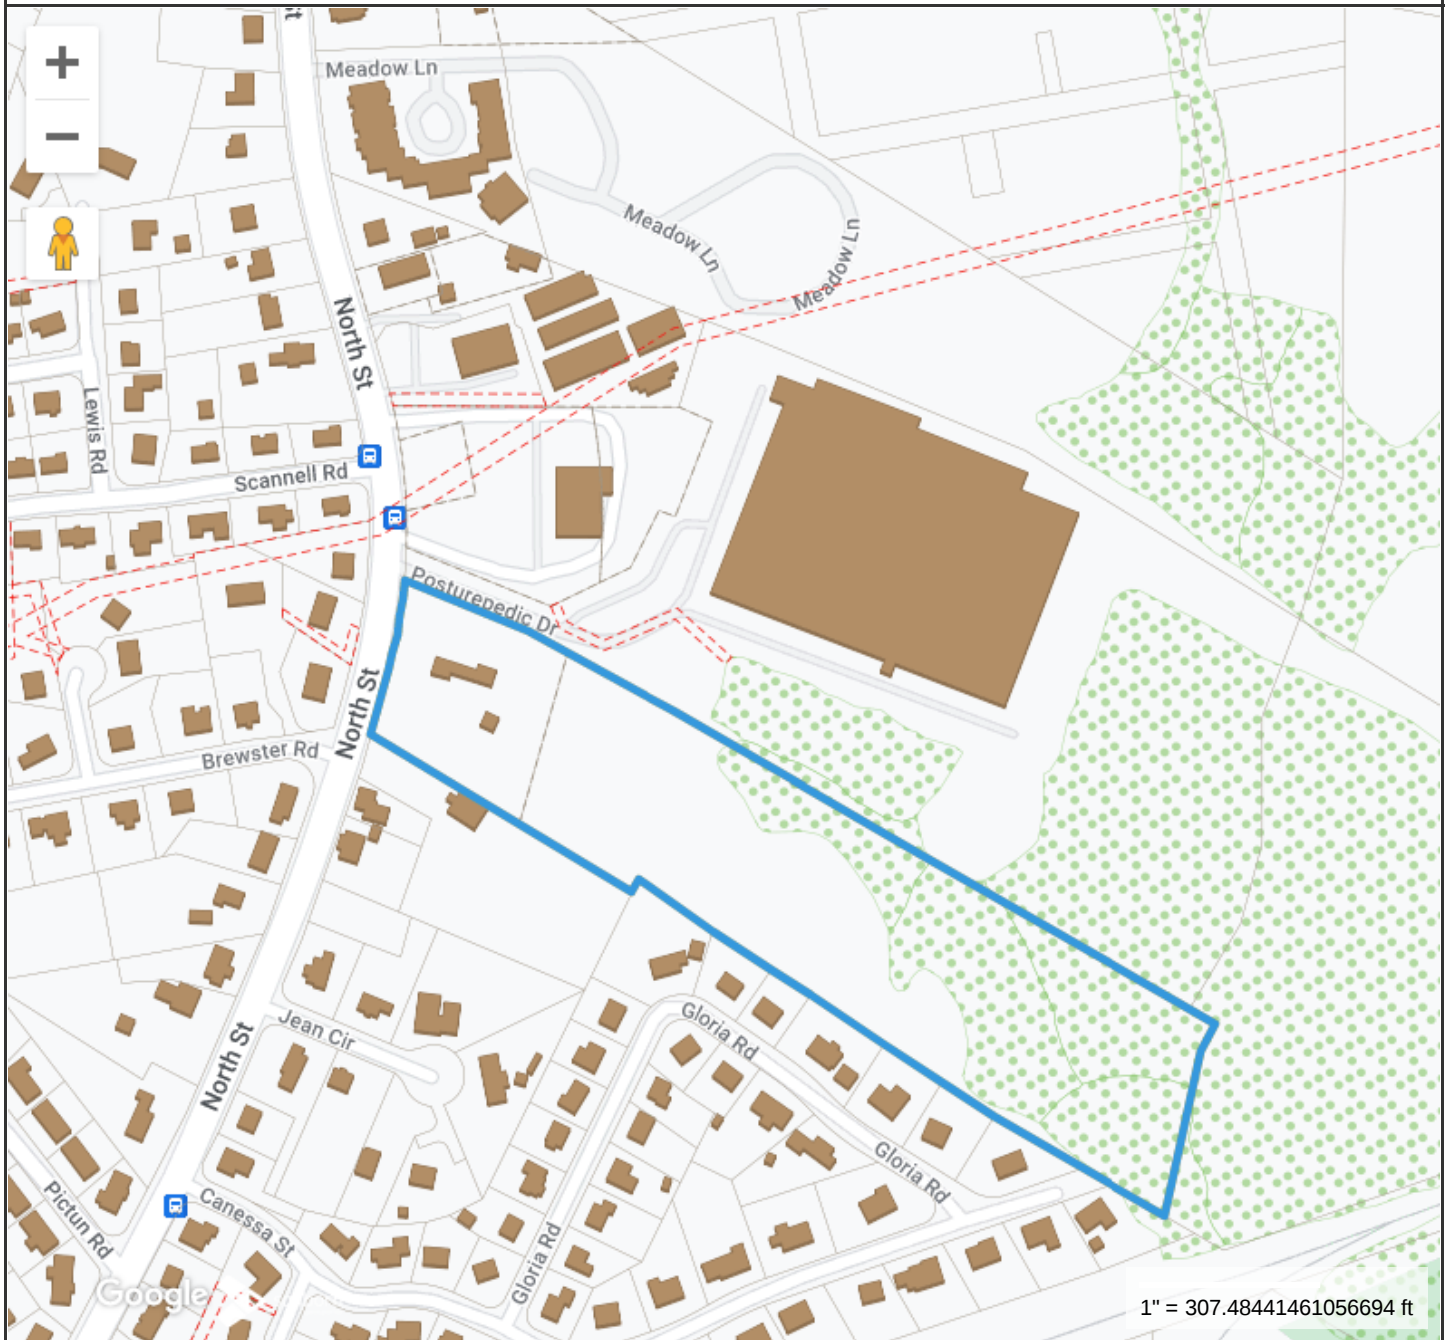 St
+
Meadow Ln
−
Meadow Ln
Meadow Ln
North St
Lewis Rd
Scannell Rd
Posturepedic Dr
North St
Brewster Rd
Gloria Rd
Jean Cir
North St
Gloria Rd
Pictun Rd
Canessa St
Gloria Rd
Google
1" = 307.48441461056694 ft